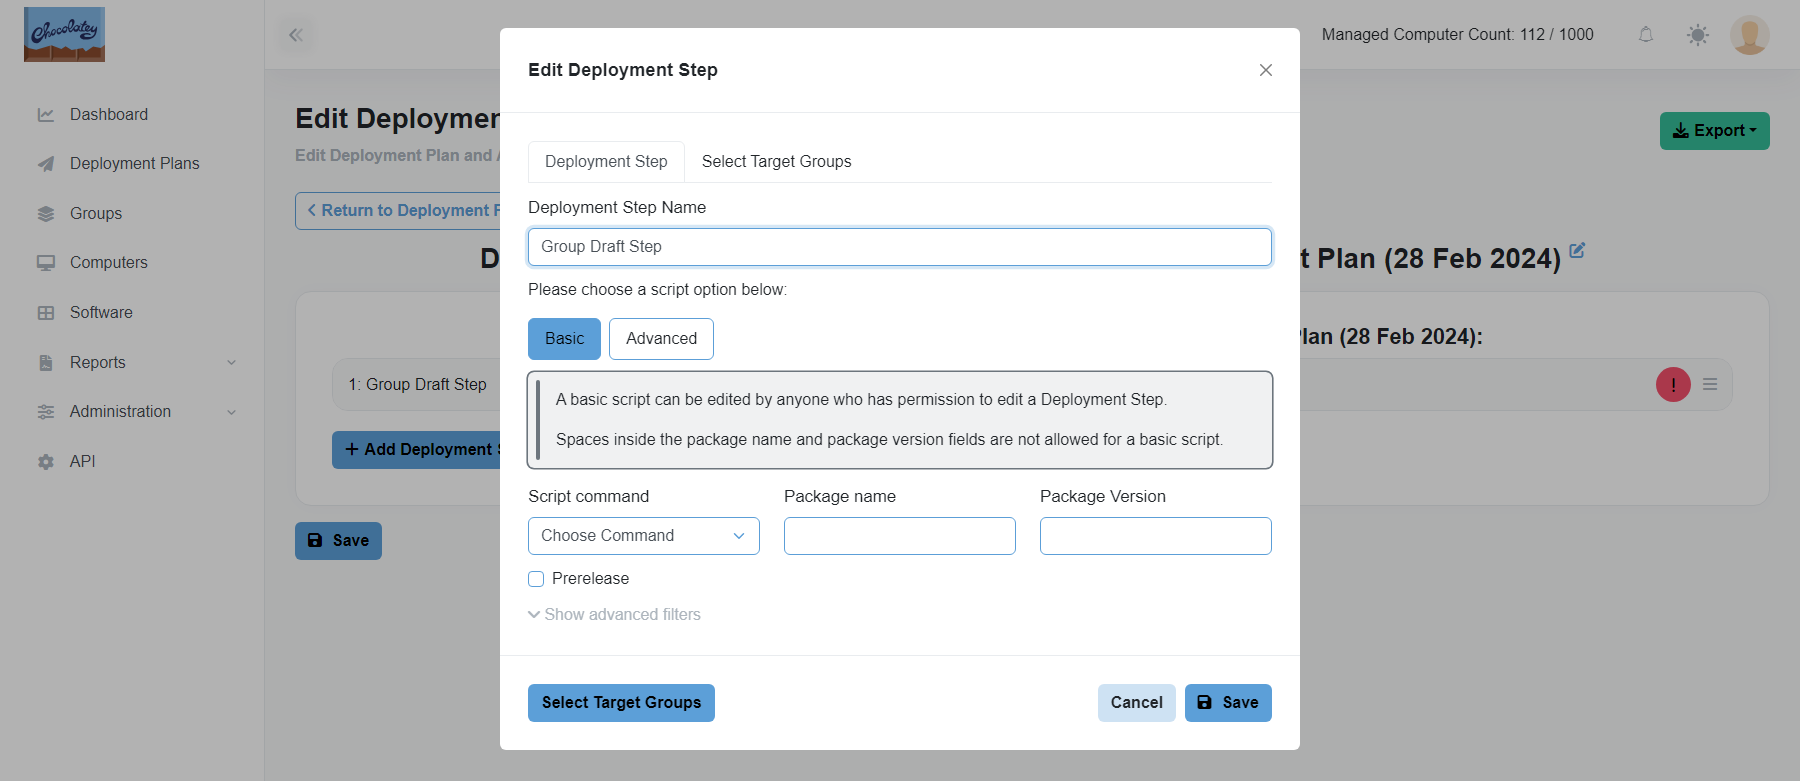 Chocolatey
Managed Computer Count: 112 / 1000
Dashboard
Deployment Plans
Groups
Computers
Software
Reports
Administration
API
Edit
Edit Deployment Plan and
Export
Return to Deployment
t Plan (28 Feb 2024)
Plan (28 Feb 2024):
1: Group Draft Step
!
+ Add Deployment
Save
Edit Deployment Step
Deployment Step Select Target Groups
Deployment Step Name
Group Draft Step
Please choose a script option below:
Basic Advanced
A basic script can be edited by anyone who has permission to edit a Deployment Step.
Spaces inside the package name and package version fields are not allowed for a basic script.
Script command Package name Package Version
Choose Command
Prerelease
Show advanced filters
Select Target Groups Cancel Save